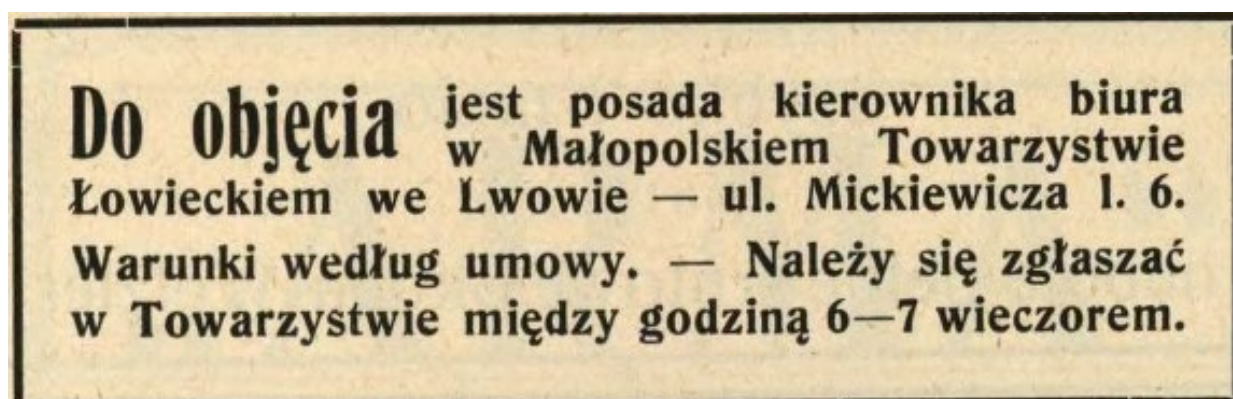 Do objęcia jest posada kierownika biura
w Małopolskiem Towarzystwie
Łowieckiem we Lwowie — ul. Mickiewicza l. 6.
Warunki według umowy. — Należy się zgłaszać
w Towarzystwie między godziną 6—7 wieczorem.